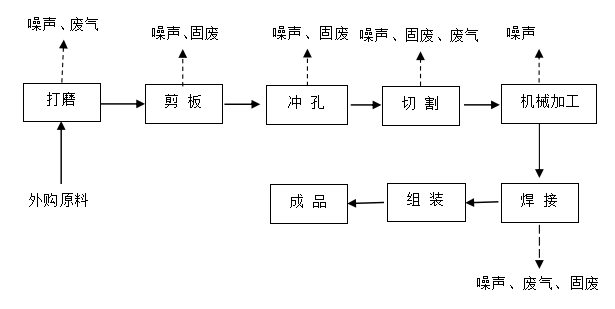 噪声、废气
噪声、固废
噪声、固废
噪声、固废、废气
噪声
打磨
剪 板
冲 孔
切 割
机械加工
外购原料
成 品
组 装
焊 接
噪声、废气、固废